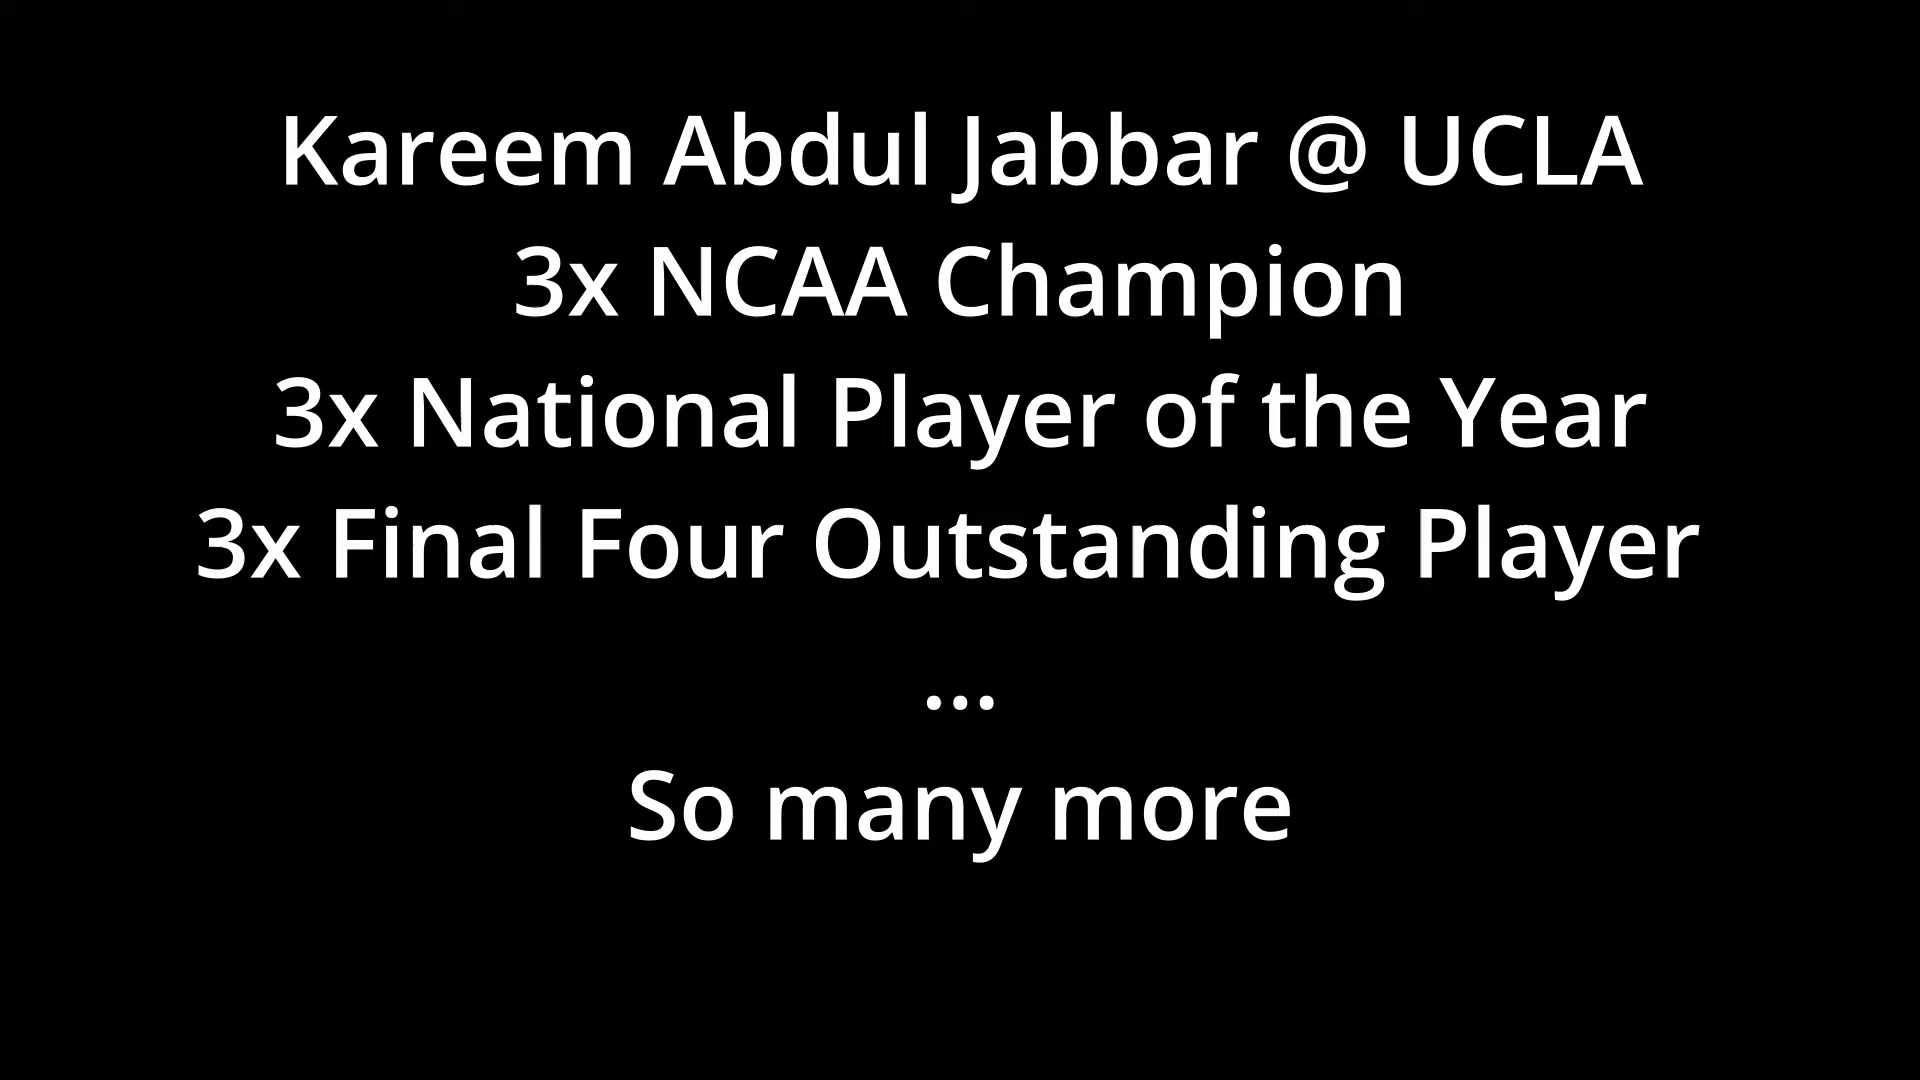 Kareem Abdul Jabbar @ UCLA
3x NCAA Champion
3x National Player of the Year
3x Final Four Outstanding Player
...
So many more